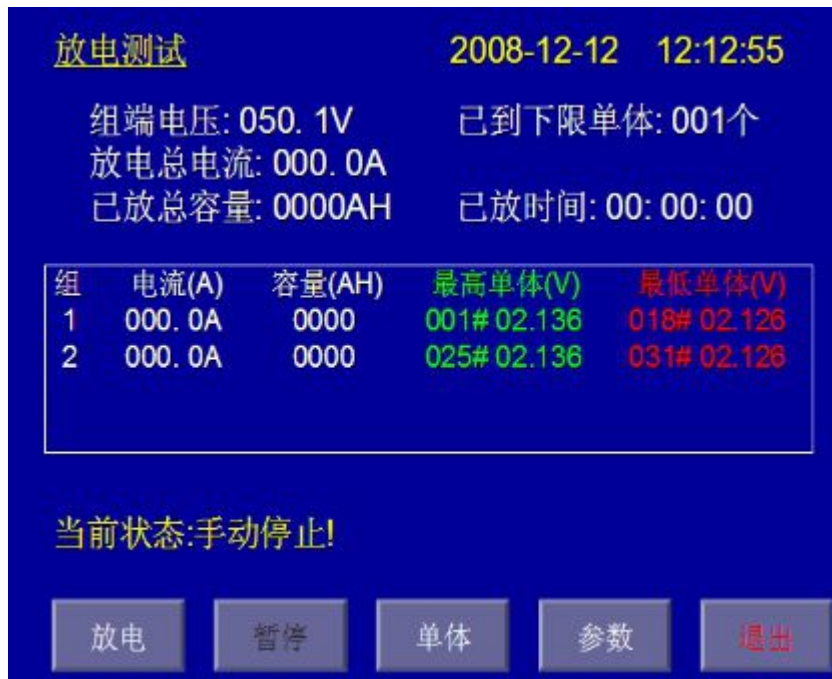 放电测试 2008-12-12 12:12:55
组端电压: 050. 1V 已到下限单体: 001个
放电总电流: 000. 0A
已放总容量: 0000AH 已放时间: 00: 00: 00
组 电流(A) 容量(AH) 最高单体(V) 最低单体(V)
1 000. 0A 0000 001# 02.136 018# 02.126
2 000. 0A 0000 025# 02.136 031# 02.126
当前状态:手动停止!
放电 暂停 单体 参数 退出